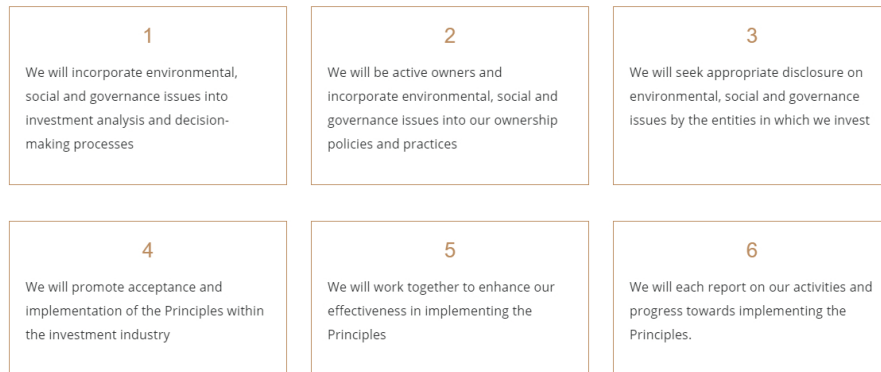 1
We will incorporate environmental,
social and governance issues into
investment analysis and decision-
making processes
2
We will be active owners and
incorporate environmental, social and
governance issues into our ownership
policies and practices
3
We will seek appropriate disclosure on
environmental, social and governance
issues by the entities in which we invest
4
We will promote acceptance and
implementation of the Principles within
the investment industry
5
We will work together to enhance our
effectiveness in implementing the
Principles
6
We will each report on our activities and
progress towards implementing the
Principles.